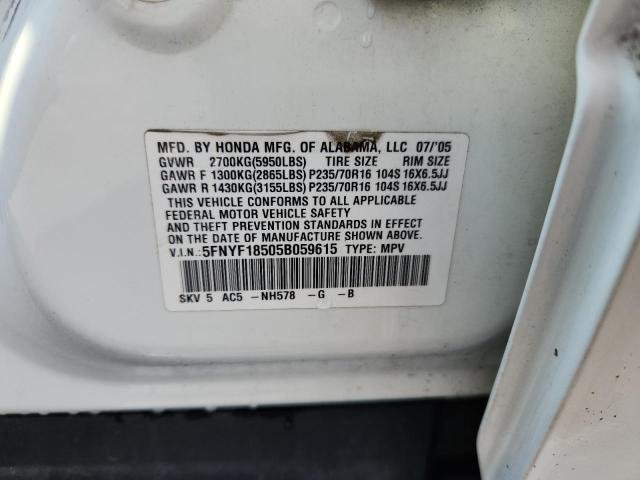 MFD. BY HONDA MFG. OF ALABAMA, LLC 07/'05
GVWR 2700KG(5950LBS) TIRE SIZE RIM SIZE
GAWR F 1300KG(2865LBS) P235/70R16 104S 16X6.5JJ
GAWR R 1430KG(3155LBS) P235/70R16 104S 16X6.5JJ
THIS VEHICLE CONFORMS TO ALL APPLICABLE
FEDERAL MOTOR VEHICLE SAFETY
AND THEFT PREVENTION STANDARDS IN EFFECT
ON THE DATE OF MANUFACTURE SHOWN ABOVE
V.I.N.:5FNYF18505B059615 TYPE: MPV
SKV 5 AC5 -NH578 -G -B